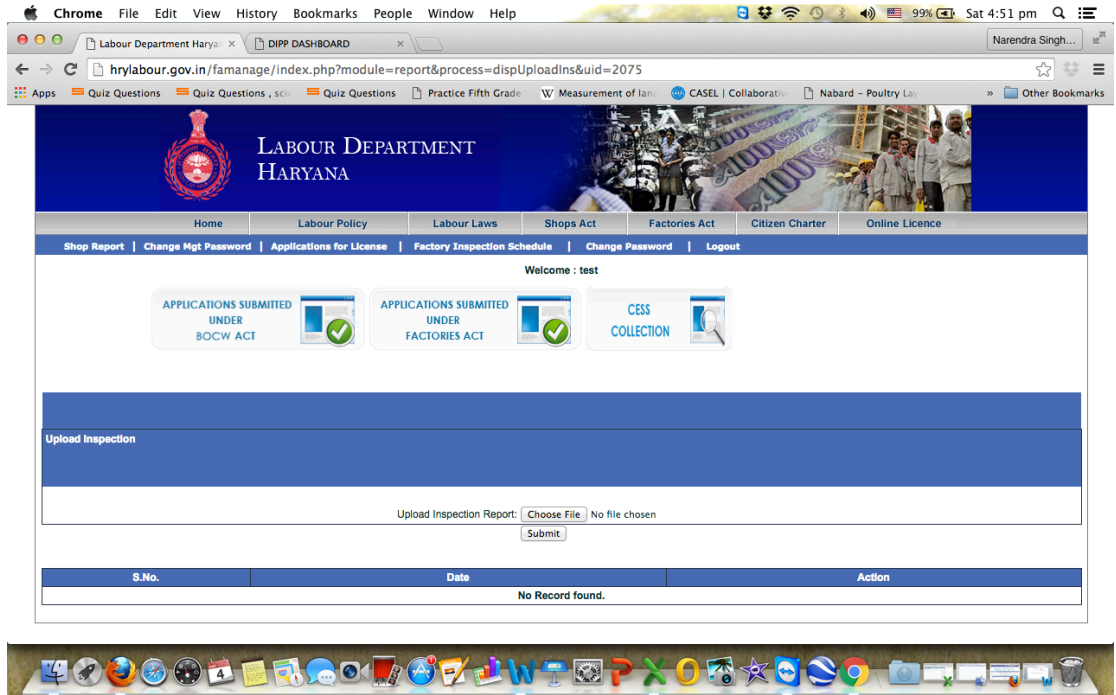 Chrome File Edit View History Bookmarks People Window Help 99% Sat 4:51 pm
Labour Department Haryan DIPP DASHBOARD Narendra Singh...
hrylabour.gov.in/famanage/index.php?module=report&process=dispUploadIns&uid=2075
Apps Quiz Questions Quiz Questions , scie Quiz Questions Practice Fifth Grade W Measurement of land CASEL | Collaborativ Nabard – Poultry Lay » Other Bookmarks
LABOUR DEPARTMENT
HARYANA
Home Labour Policy Labour Laws Shops Act Factories Act Citizen Charter Online Licence
Shop Report | Change Mgt Password | Applications for License | Factory Inspection Schedule | Change Password | Logout
Welcome : test
APPLICATIONS SUBMITTED
UNDER
BOCW ACT
APPLICATIONS SUBMITTED
UNDER
FACTORIES ACT
CESS
COLLECTION
Upload Inspection
Upload Inspection Report: Choose File No file chosen
Submit
S.No. Date Action
No Record found.